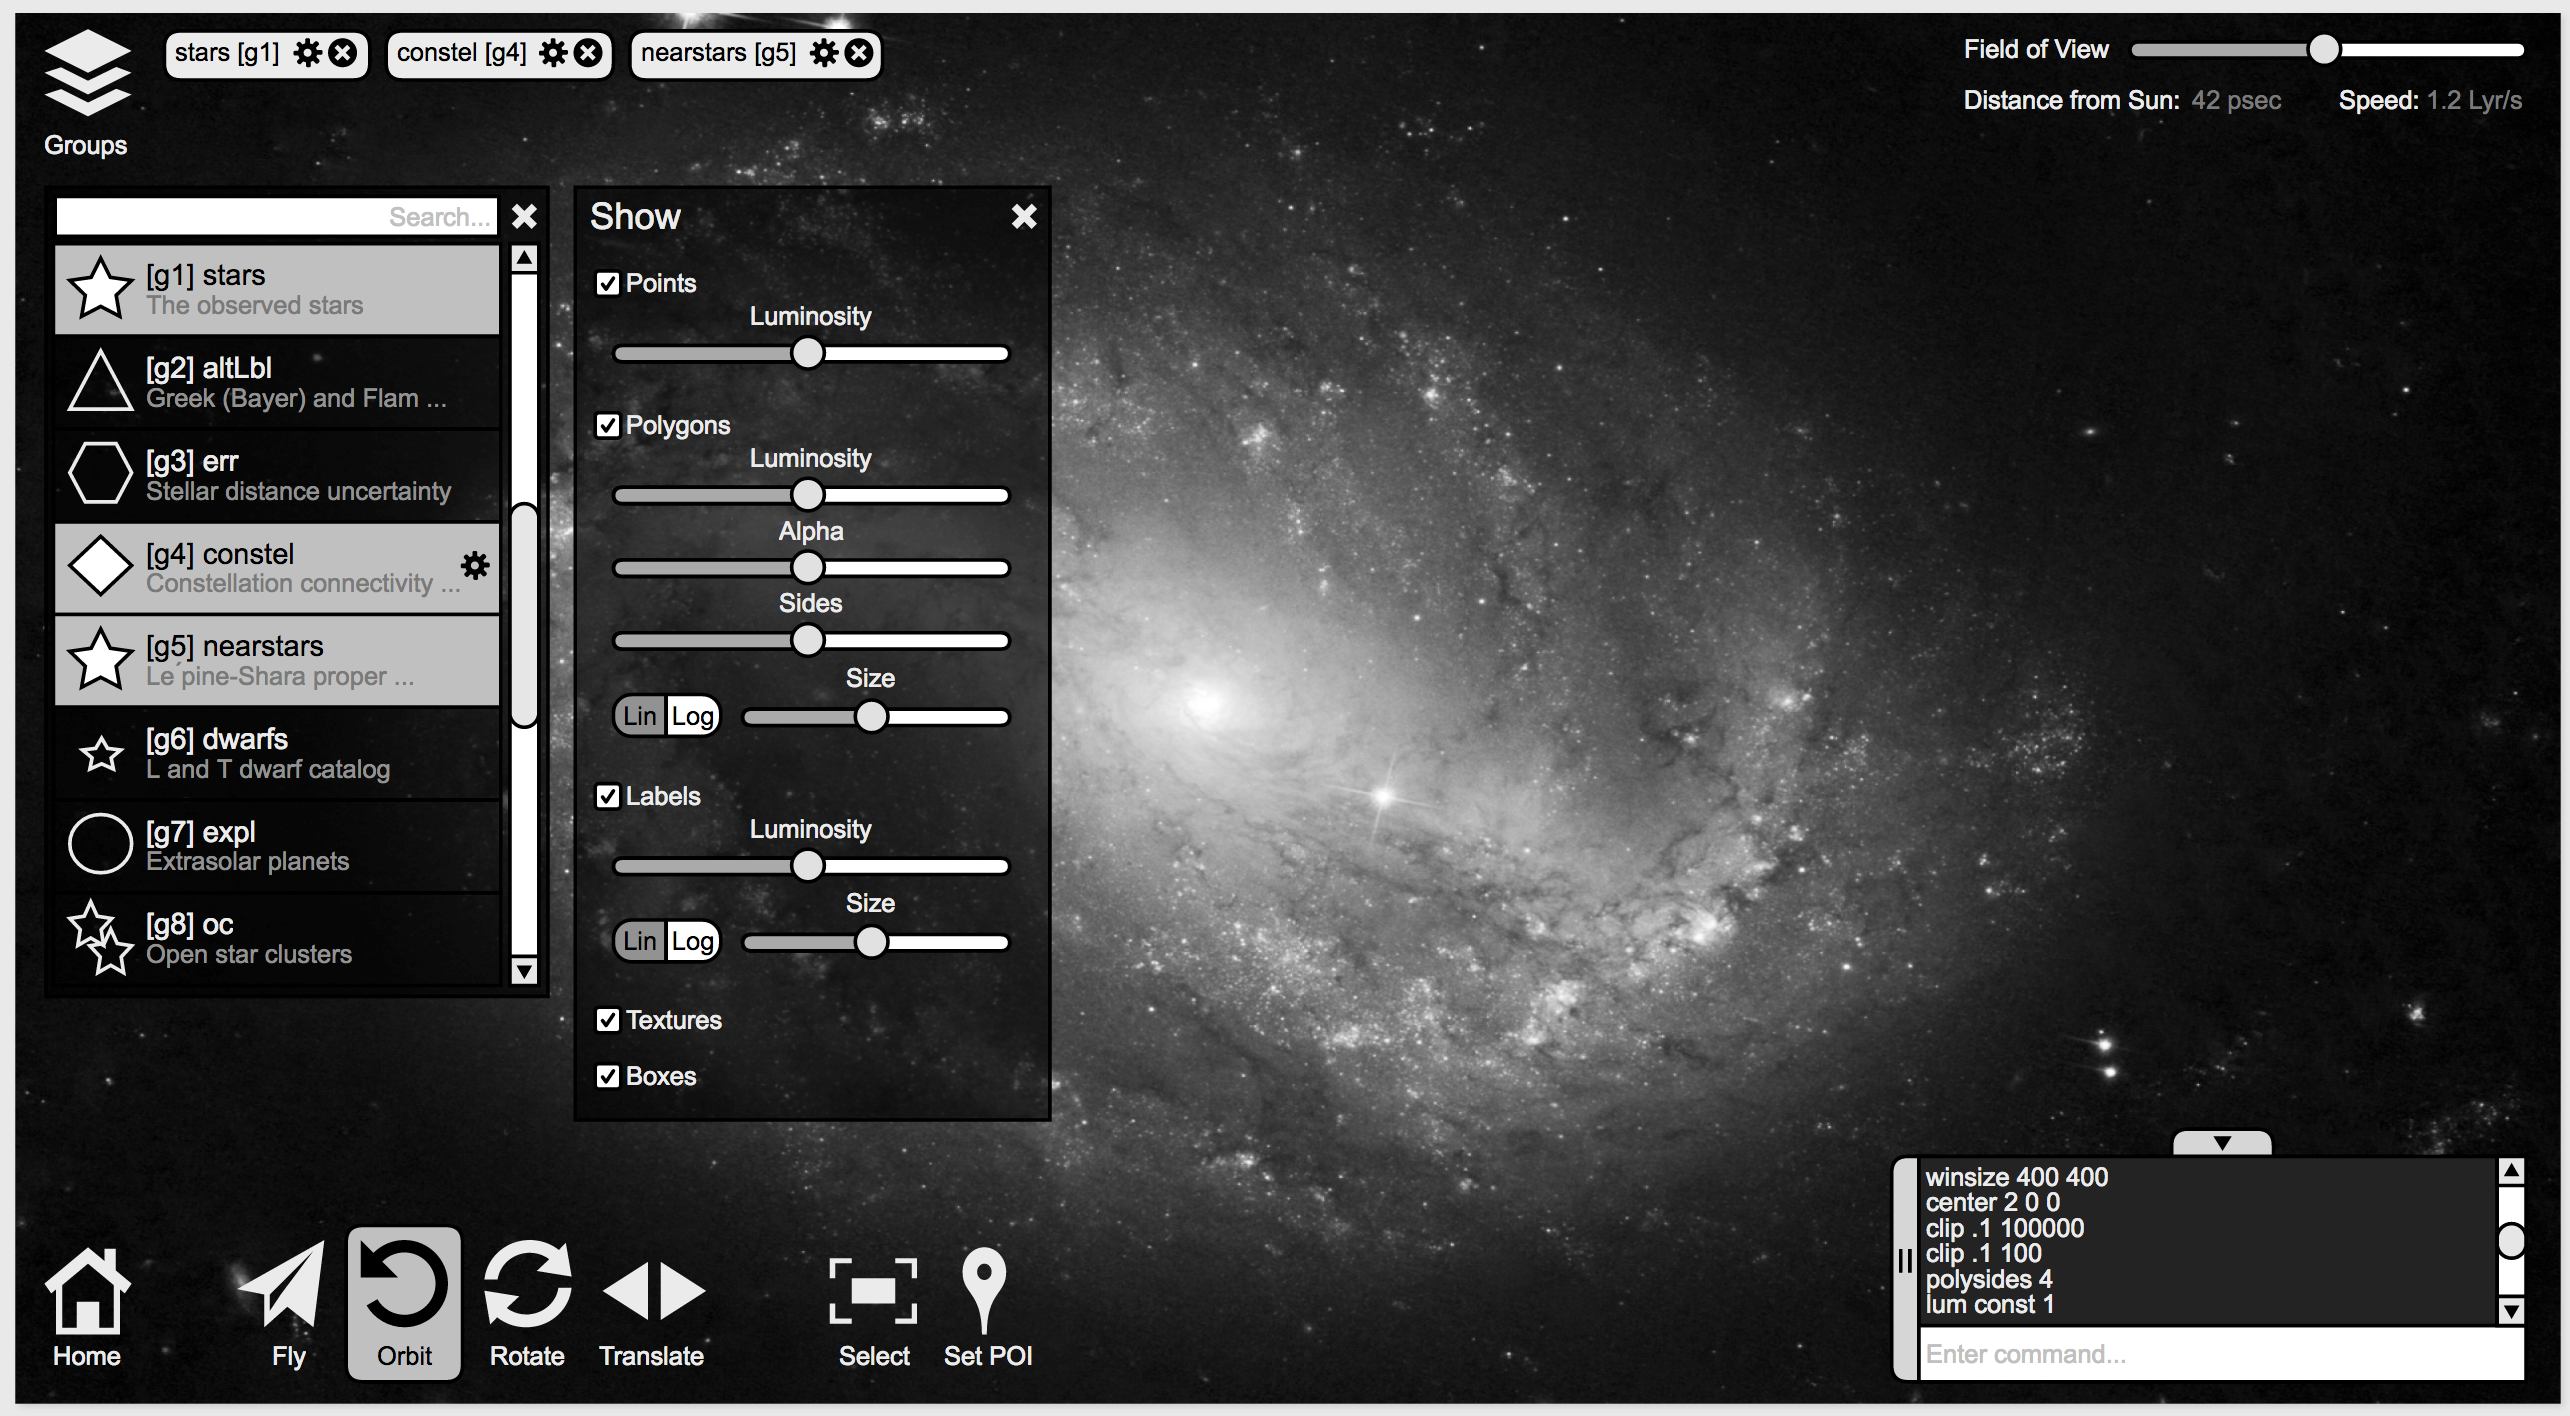 stars [g1]
constel [g4]
nearstars [g5]
Field of View
Distance from Sun: 42 psec
Speed: 1.2 Lyr/s
Groups
Search...
[g1] stars
The observed stars
[g2] altLbl
Greek (Bayer) and Flam ...
[g3] err
Stellar distance uncertainty
[g4] constel
Constellation connectivity ...
[g5] nearstars
Le´pine-Shara proper ...
[g6] dwarfs
L and T dwarf catalog
[g7] expl
Extrasolar planets
[g8] oc
Open star clusters
Show
Points
Luminosity
Polygons
Luminosity
Alpha
Sides
Size
Lin Log
Labels
Luminosity
Size
Lin Log
Textures
Boxes
winsize 400 400
center 2 0 0
clip .1 100000
clip .1 100
polysides 4
lum const 1
Enter command...
Home
Fly
Orbit
Rotate
Translate
Select
Set POI